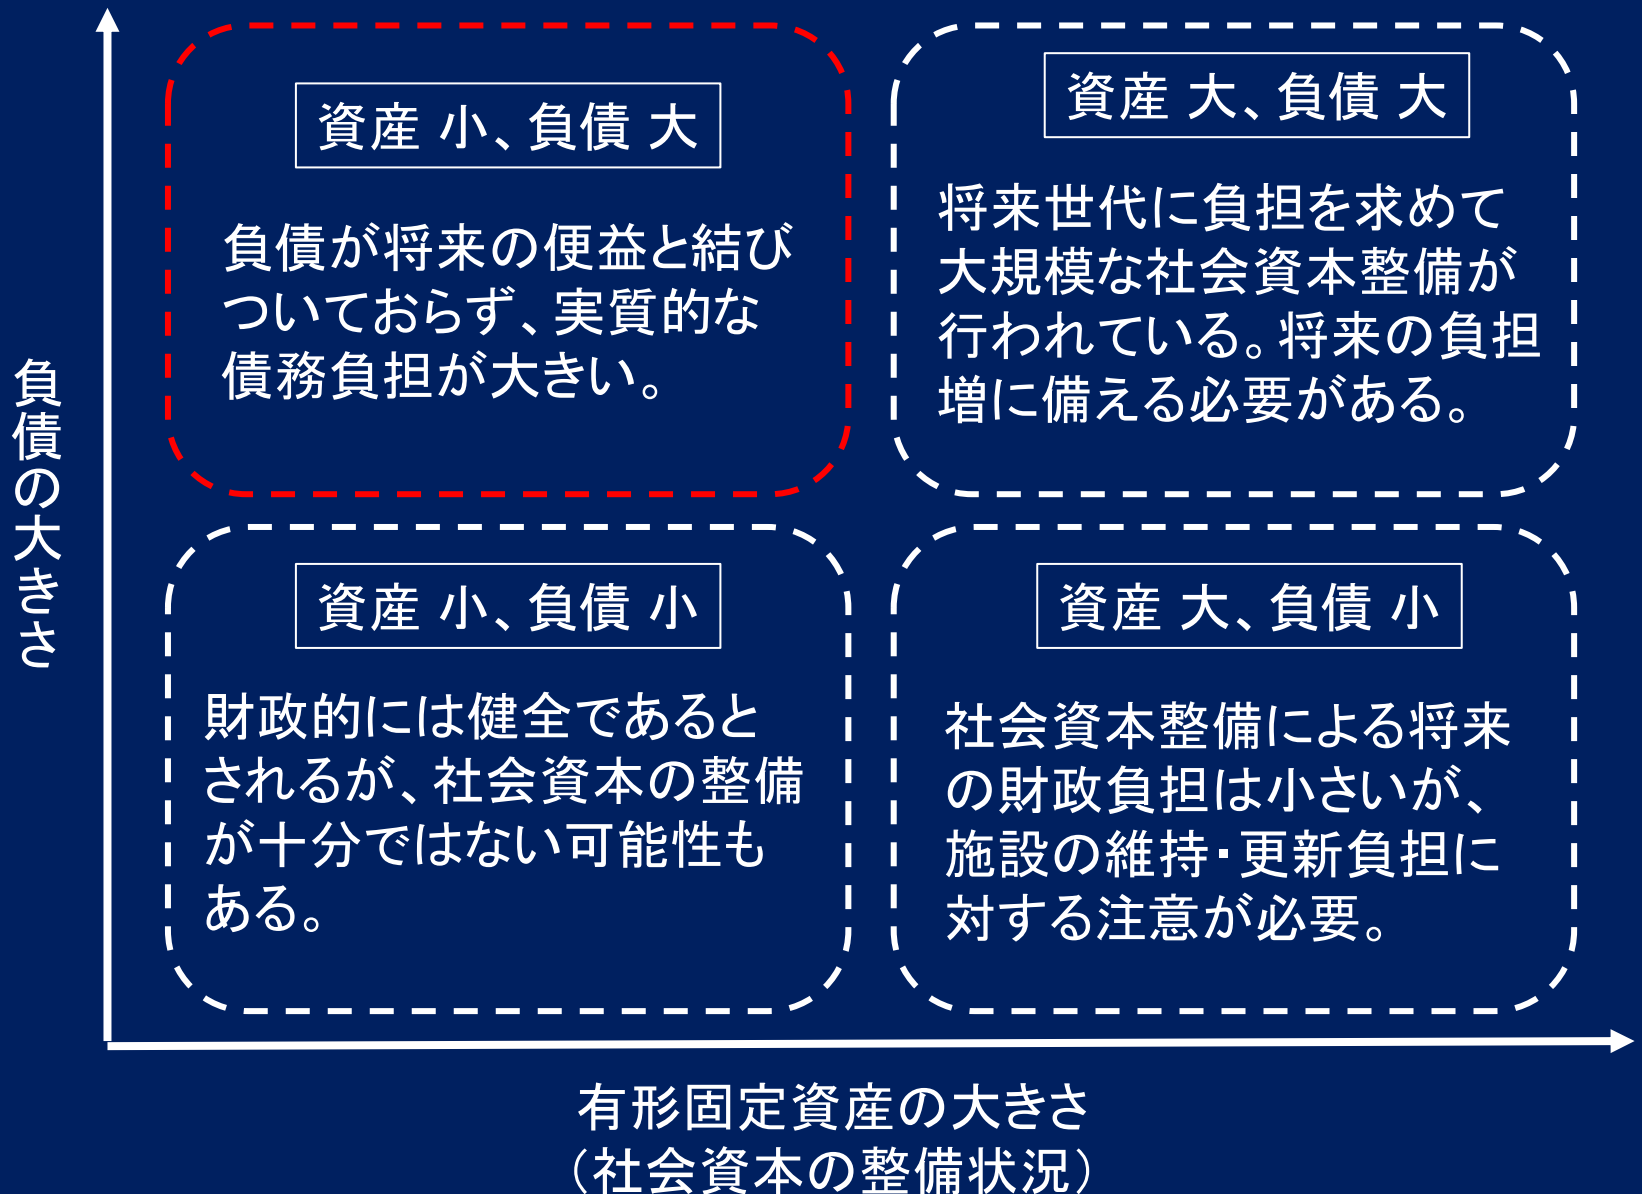 資産 小、負債 大
負債が将来の便益と結び
ついておらず、実質的な
債務負担が大きい。
資産 大、負債 大
将来世代に負担を求めて
大規模な社会資本整備が
行われている。将来の負担
増に備える必要がある。
負債の大きさ
資産 小、負債 小
財政的には健全であると
されるが、社会資本の整備
が十分ではない可能性も
ある。
資産 大、負債 小
社会資本整備による将来
の財政負担は小さいが、
施設の維持・更新負担に
対する注意が必要。
有形固定資産の大きさ
（社会資本の整備状況）